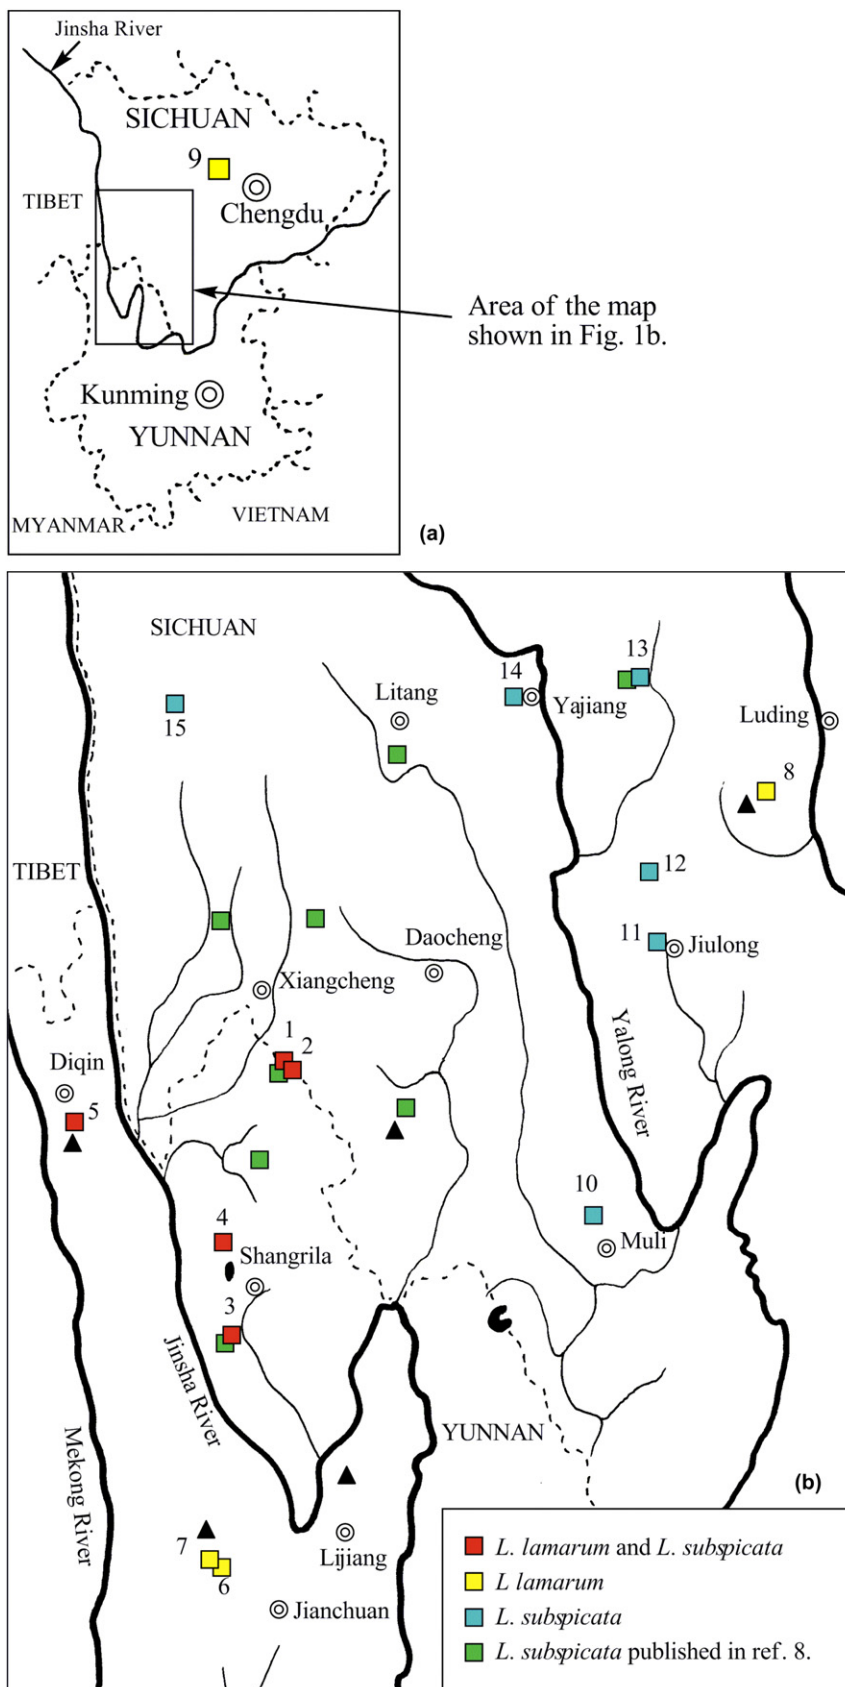 Jinsha River
SICHUAN
9
TIBET
Chengdu
Area of the map
shown in Fig. 1b.
Kunming
YUNNAN
MYANMAR
VIETNAM
(a)
SICHUAN
13
14
Litang
Yajiang
Luding
15
8
TIBET
12
Daocheng
11
Jiulong
Xiangcheng
1
2
Yalong River
Diqin
5
10
4
Muli
Shangrila
3
Jinsha River
YUNNAN
Mekong River
(b)
7
Lijiang
6
Jianchuan
L. lamarum and L. subspicata
L lamarum
L. subspicata
L. subspicata published in ref. 8.